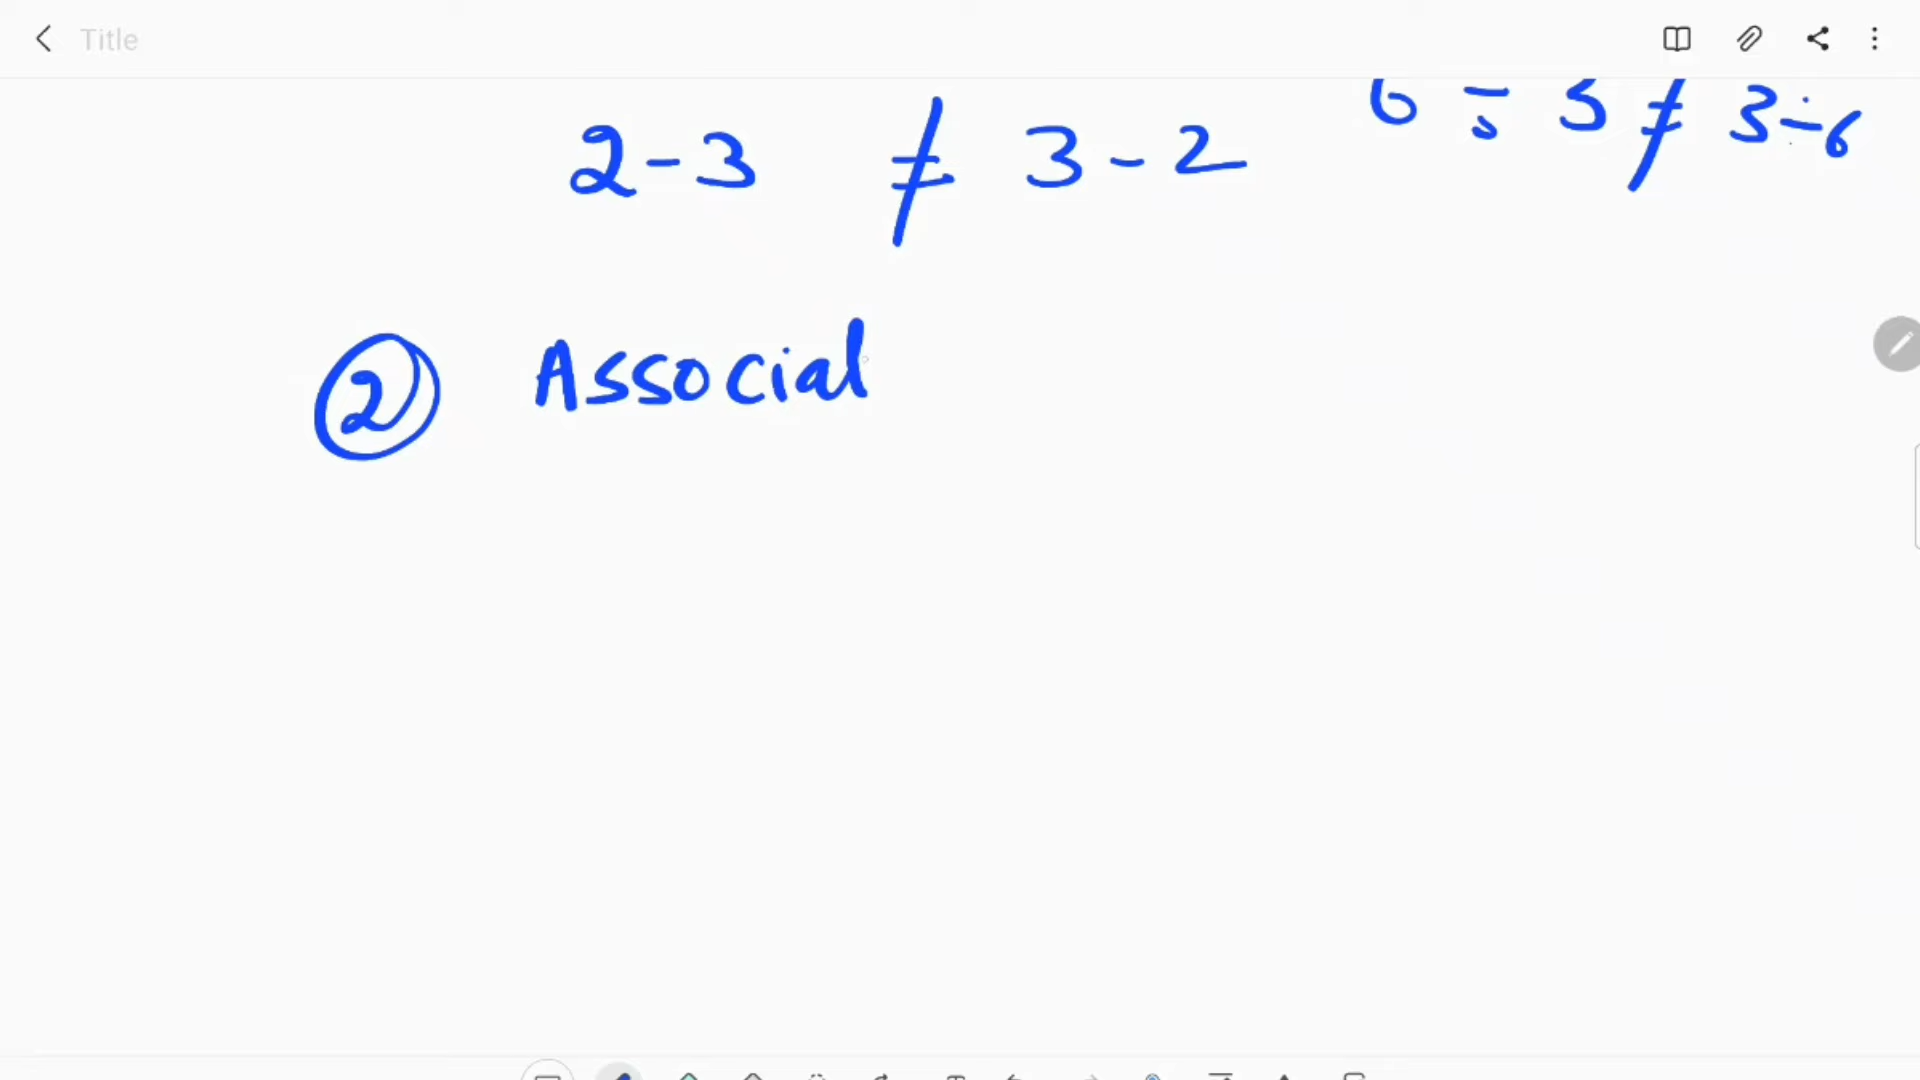 Title
2-3 ≠ 3-2
6 ÷ 3 ≠ 3÷6
② Associal